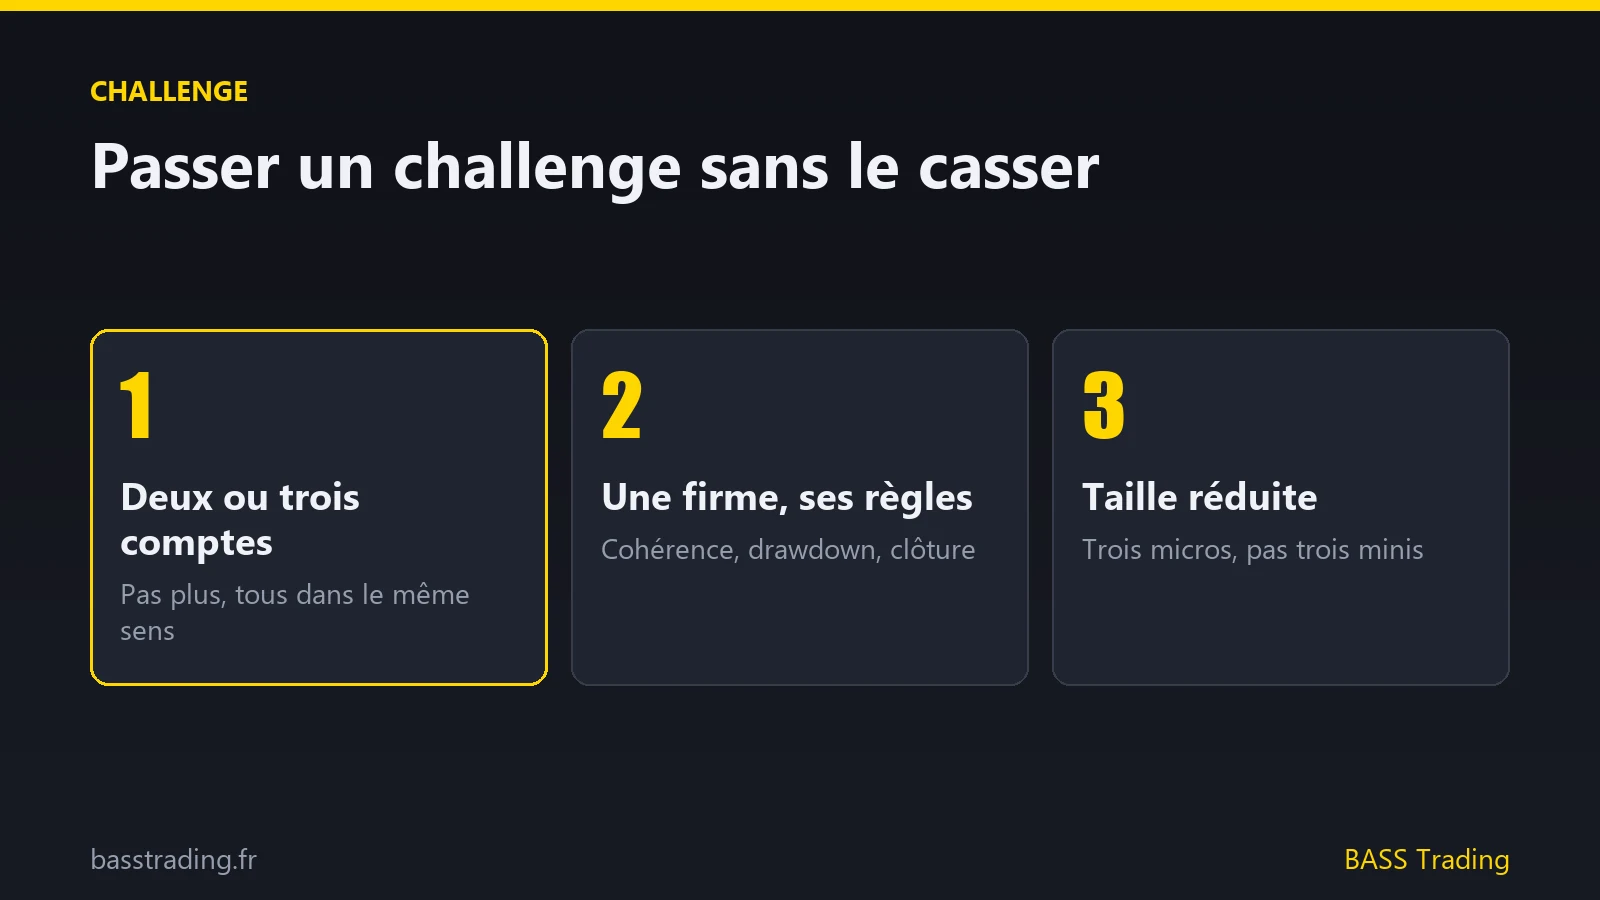 CHALLENGE
Passer un challenge sans le casser
1
Deux ou trois
comptes
Pas plus, tous dans le même
sens
2
Une firme, ses règles
Cohérence, drawdown, clôture
3
Taille réduite
Trois micros, pas trois minis
basstrading.fr
BASS Trading